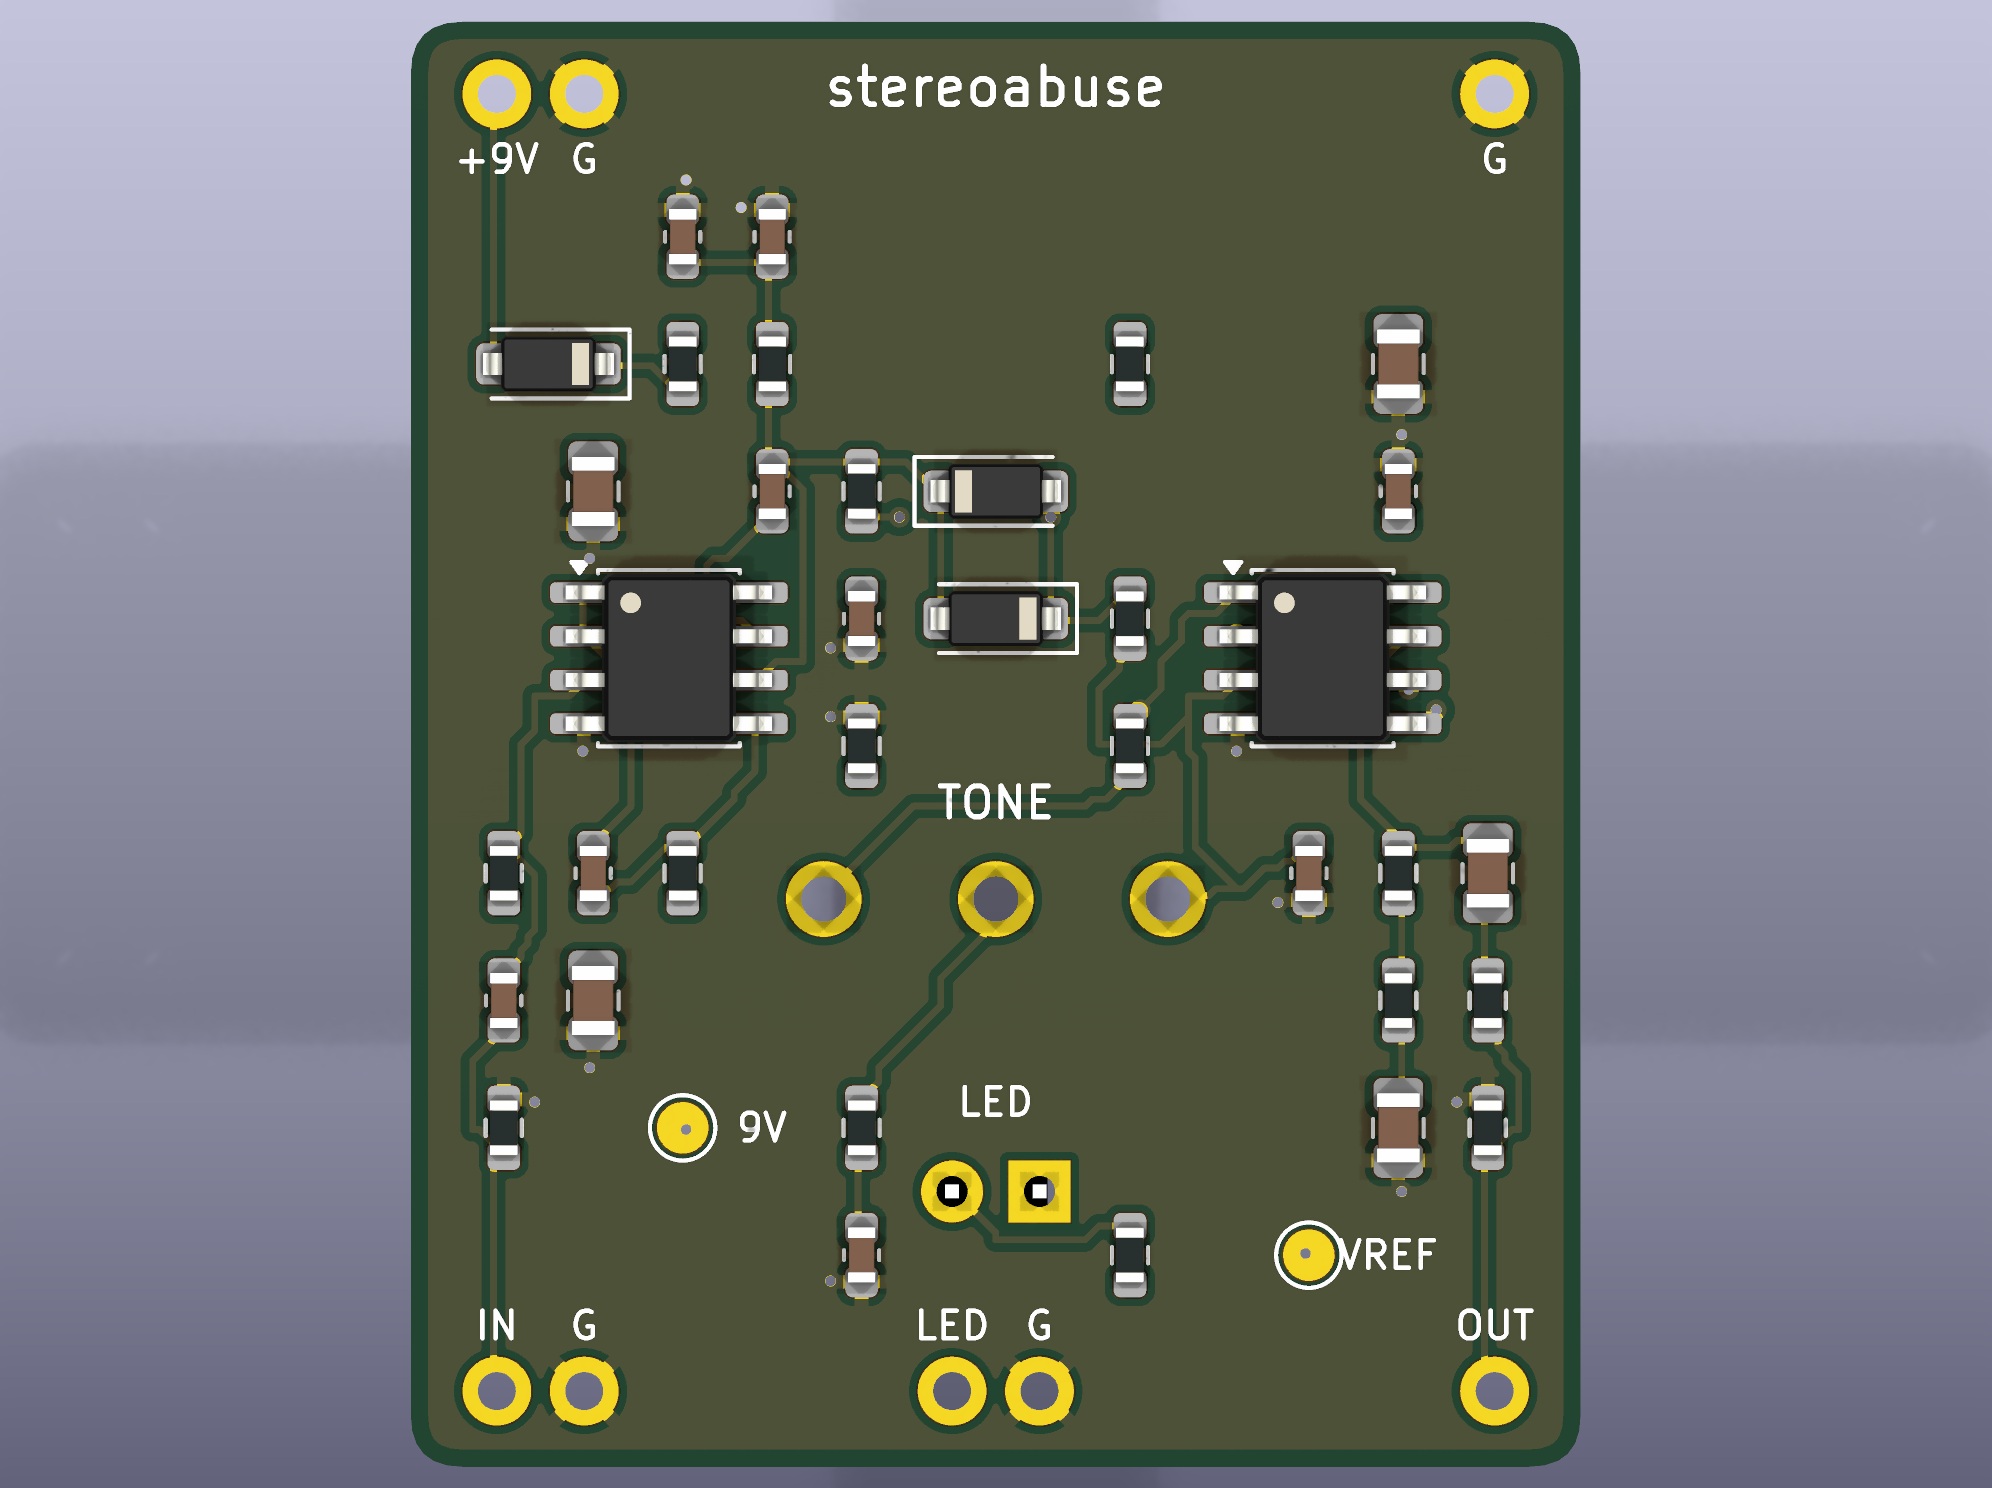 stereoabuse
+9V G G
TONE
LED
9V
VREF
IN G LED G OUT